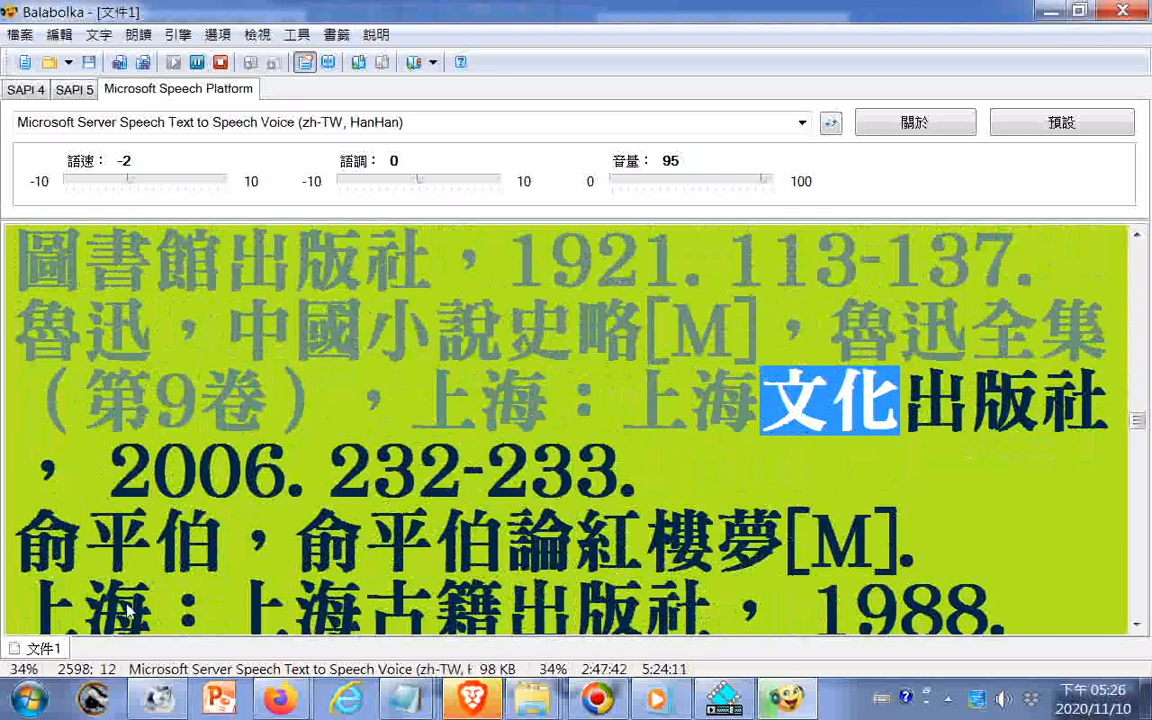 Balabolka - [文件1]
檔案 編輯 文字 朗讀 引擎 選項 檢視 工具 書籤 說明
SAPI 4 SAPI 5 Microsoft Speech Platform
Microsoft Server Speech Text to Speech Voice (zh-TW, HanHan) 關於 預設
語速： -2 語調： 0 音量： 95
-10 10 -10 10 0 100
圖書館出版社，1921. 113-137.
魯迅，中國小說史略[M]，魯迅全集
（第9卷），上海：上海文化出版社
，2006. 232-233.
俞平伯，俞平伯論紅樓夢[M].
上海：上海古籍出版社，1988.
文件1
34% 2598: 12 Microsoft Server Speech Text to Speech Voice (zh-TW, H 98 KB 34% 2:47:42 5:24:11
下午 05:26
2020/11/10